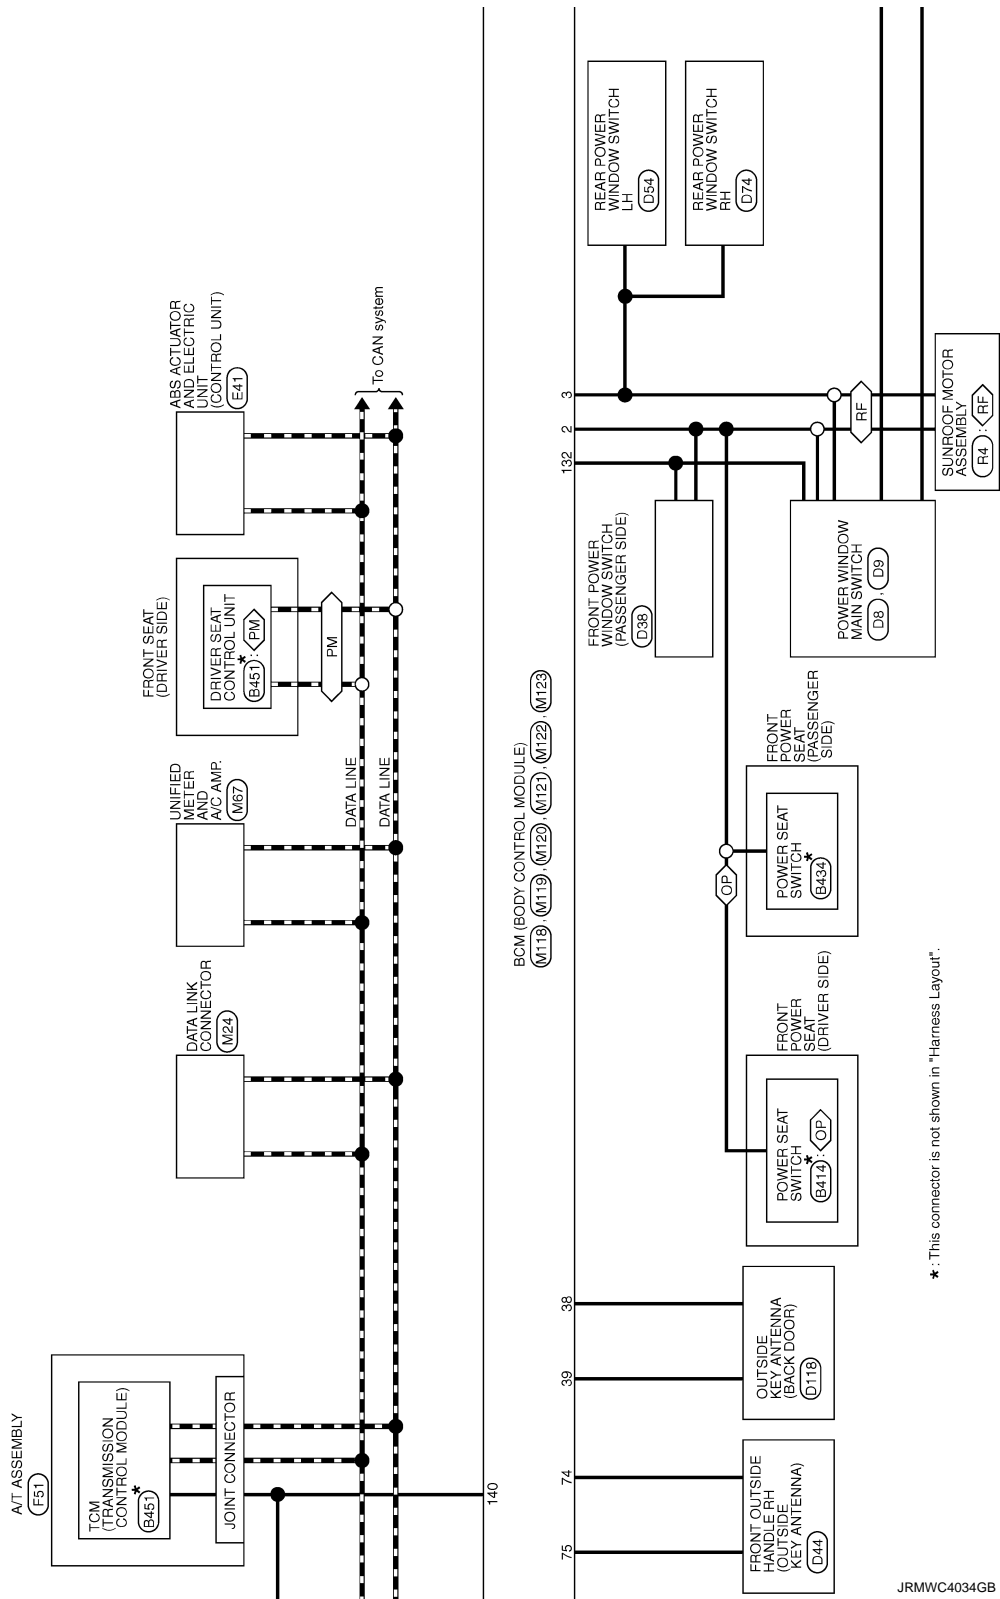 A/T ASSEMBLY
F51
TCM
(TRANSMISSION
CONTROL MODULE)
B451 *
JOINT CONNECTOR
DATA LINK
CONNECTOR
M24
UNIFIED
METER
AND
A/C AMP.
M67
FRONT SEAT
(DRIVER SIDE)
DRIVER SEAT
CONTROL UNIT
B451 * : PM
PM
ABS ACTUATOR
AND ELECTRIC
UNIT
(CONTROL UNIT)
E41
DATA LINE
DATA LINE
To CAN system
140
BCM (BODY CONTROL MODULE)
M118 , M119 , M120 , M121 , M122 , M123
75
74
39
38
132
2
3
FRONT OUTSIDE
HANDLE RH
(OUTSIDE
KEY ANTENNA)
D44
OUTSIDE
KEY ANTENNA
(BACK DOOR)
D118
FRONT
POWER
SEAT
(DRIVER SIDE)
POWER SEAT
SWITCH
B414 * : OP
OP
FRONT
POWER
SEAT
(PASSENGER
SIDE)
POWER SEAT
SWITCH
B434 *
FRONT POWER
WINDOW SWITCH
(PASSENGER SIDE)
D38
POWER WINDOW
MAIN SWITCH
D8 , D9
REAR POWER
WINDOW SWITCH
LH
D54
REAR POWER
WINDOW SWITCH
RH
D74
RF
SUNROOF MOTOR
ASSEMBLY
R4 : RF
* : This connector is not shown in "Harness Layout".
JRMWC4034GB